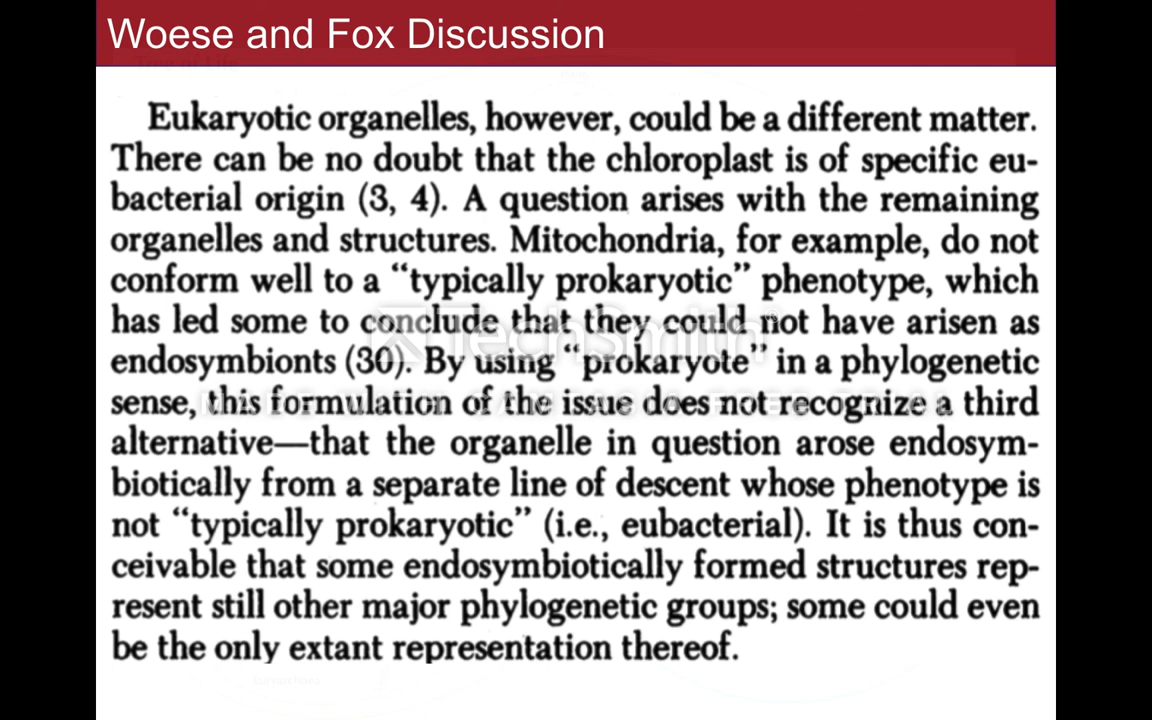 Woese and Fox Discussion
Eukaryotic organelles, however, could be a different matter.
There can be no doubt that the chloroplast is of specific eu-
bacterial origin (3, 4). A question arises with the remaining
organelles and structures. Mitochondria, for example, do not
conform well to a “typically prokaryotic” phenotype, which
has led some to conclude that they could not have arisen as
endosymbionts (30). By using “prokaryote” in a phylogenetic
sense, this formulation of the issue does not recognize a third
alternative—that the organelle in question arose endosym-
biotically from a separate line of descent whose phenotype is
not “typically prokaryotic” (i.e., eubacterial). It is thus con-
ceivable that some endosymbiotically formed structures rep-
resent still other major phylogenetic groups; some could even
be the only extant representation thereof.
TechSmith®
MADE WITH CAMTASIA FREE TRIAL